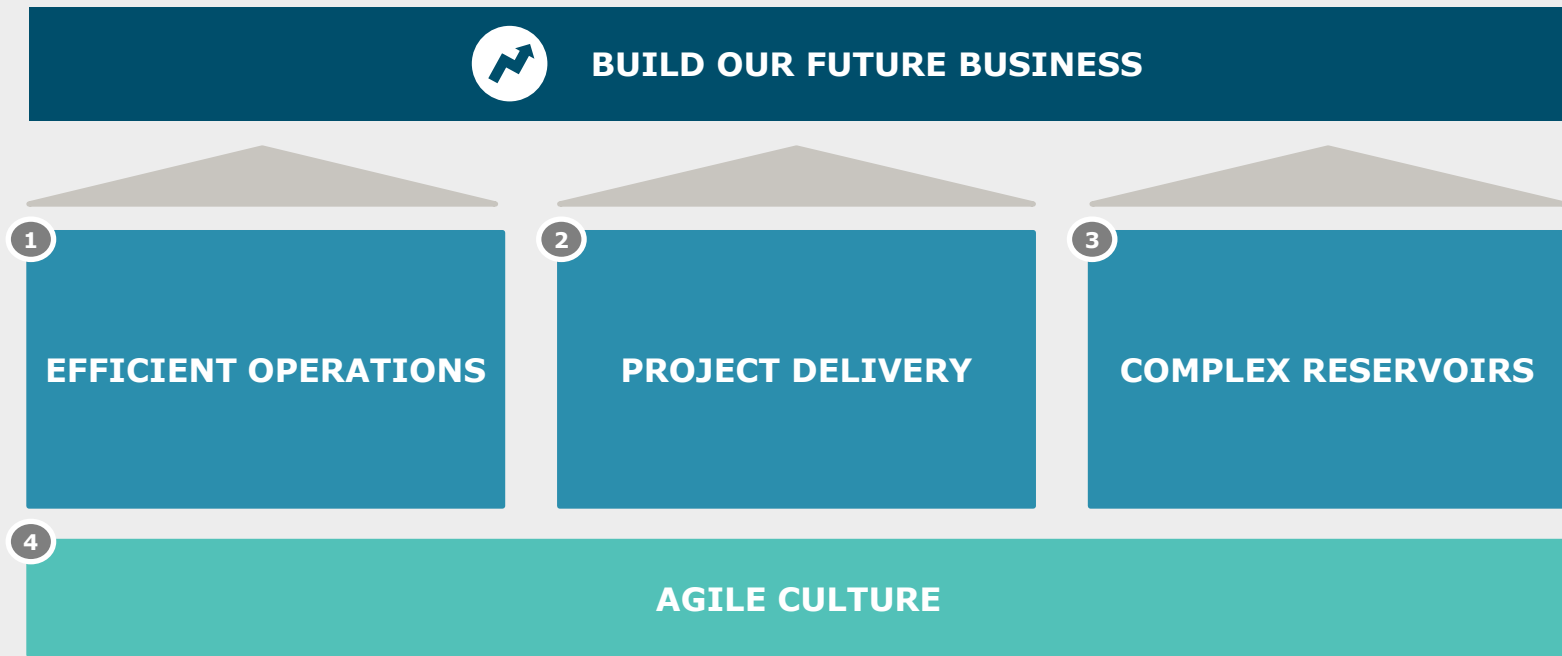 BUILD OUR FUTURE BUSINESS
1
2
3
EFFICIENT OPERATIONS
PROJECT DELIVERY
COMPLEX RESERVOIRS
4
AGILE CULTURE